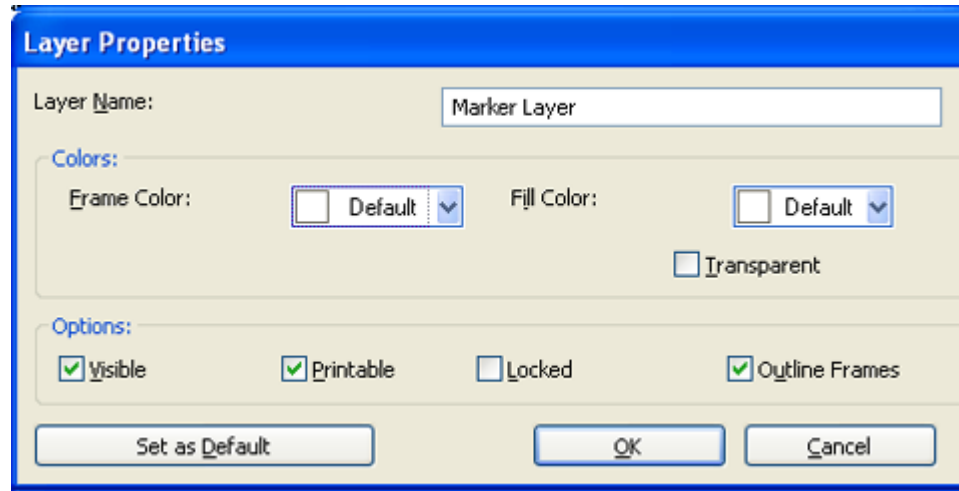 Layer Properties
Layer Name: Marker Layer
Colors:
Frame Color: Default Fill Color: Default
Transparent
Options:
Visible Printable Locked Outline Frames
Set as Default OK Cancel